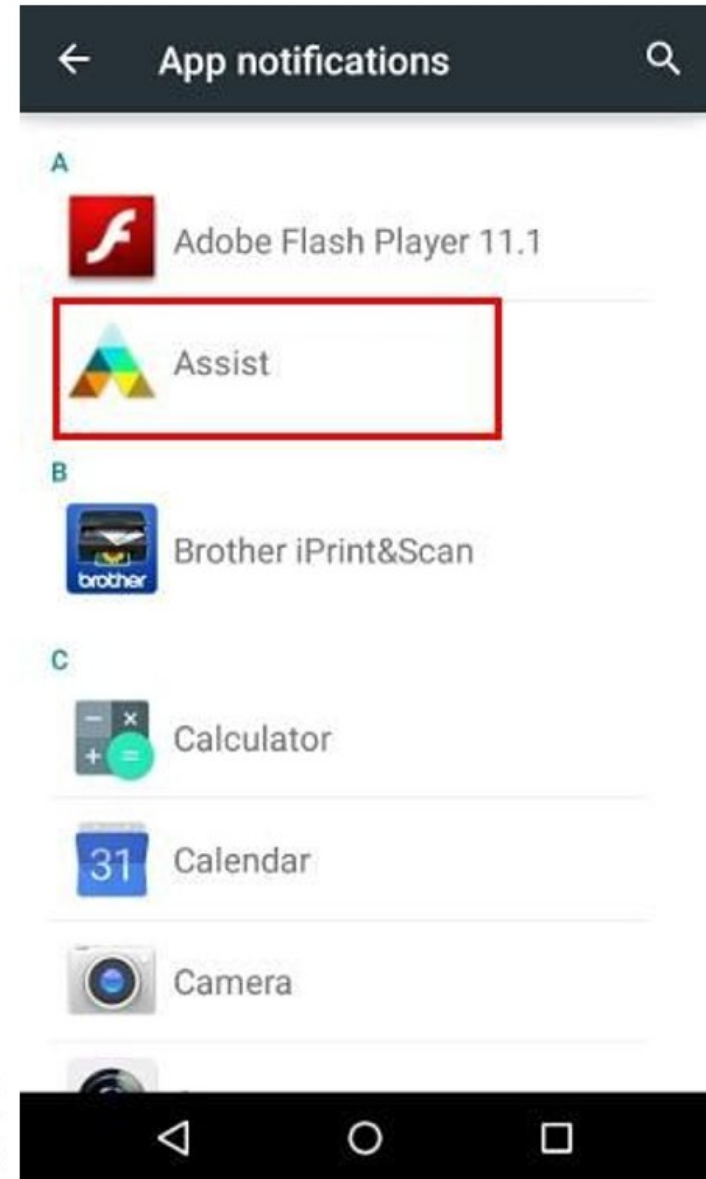 App notifications
A
Adobe Flash Player 11.1
Assist
B
brother
Brother iPrint&Scan
C
Calculator
31
Calendar
Camera